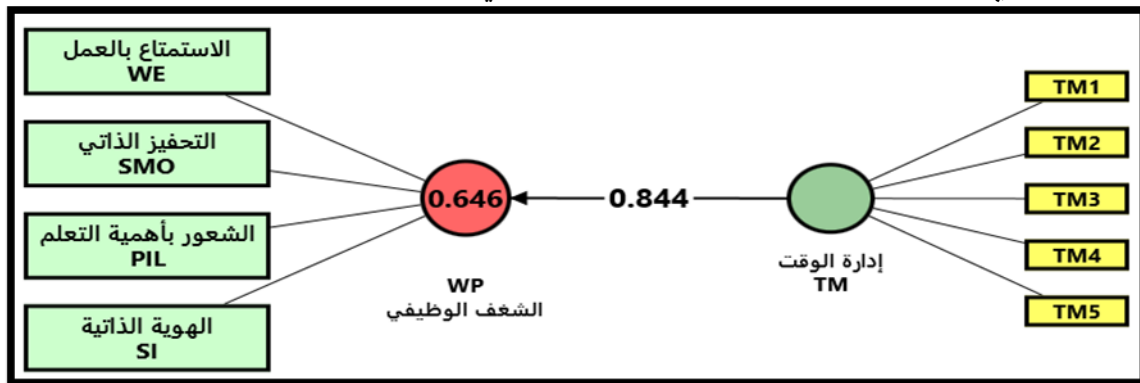 الاستمتاع بالعمل
WE
التحفيز الذاتي
SMO
الشعور بأهمية التعلم
PIL
الهوية الذاتية
SI
0.646
WP
الشغف الوظيفي
0.844
إدارة الوقت
TM
TM1
TM2
TM3
TM4
TM5